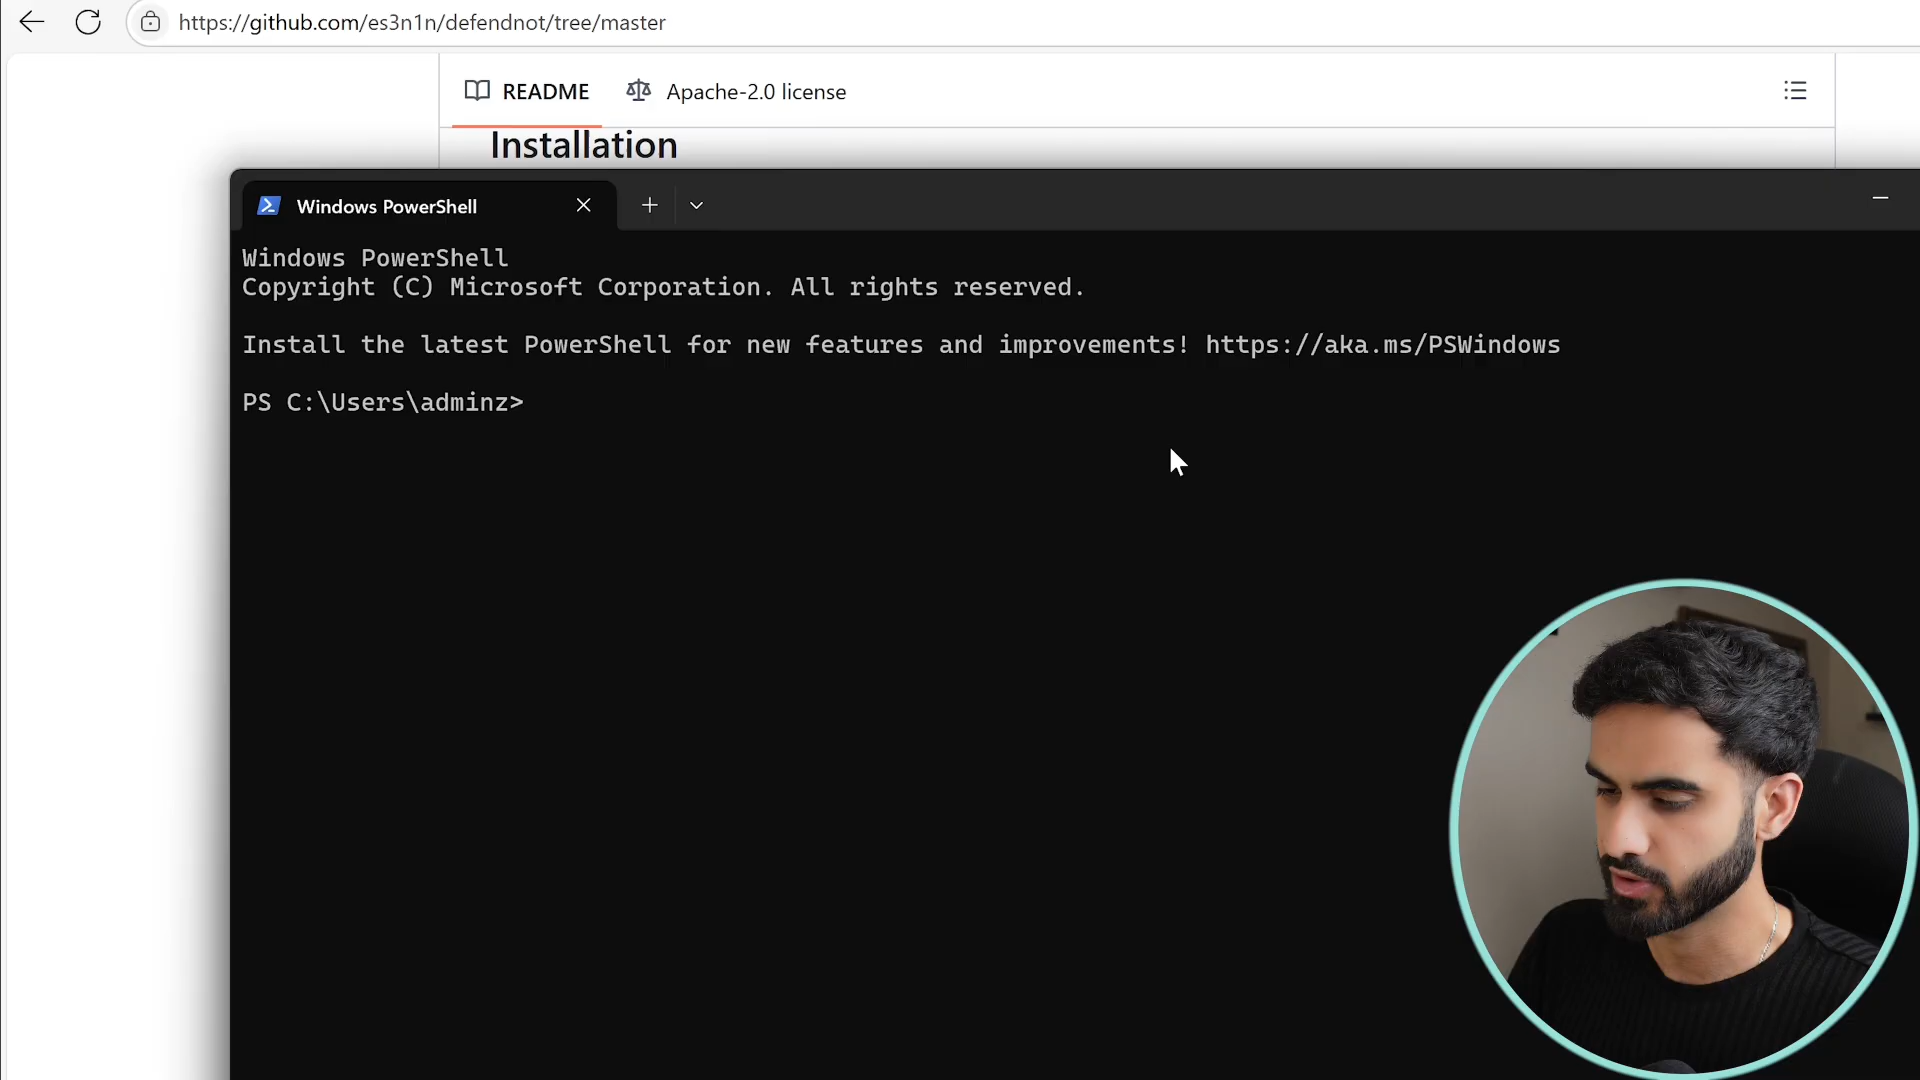 https://github.com/es3n1n/defendnot/tree/master
README
Apache-2.0 license
Installation
Windows PowerShell
Windows PowerShell
Copyright (C) Microsoft Corporation. All rights reserved.
Install the latest PowerShell for new features and improvements! https://aka.ms/PSWindows
PS C:\Users\adminz>